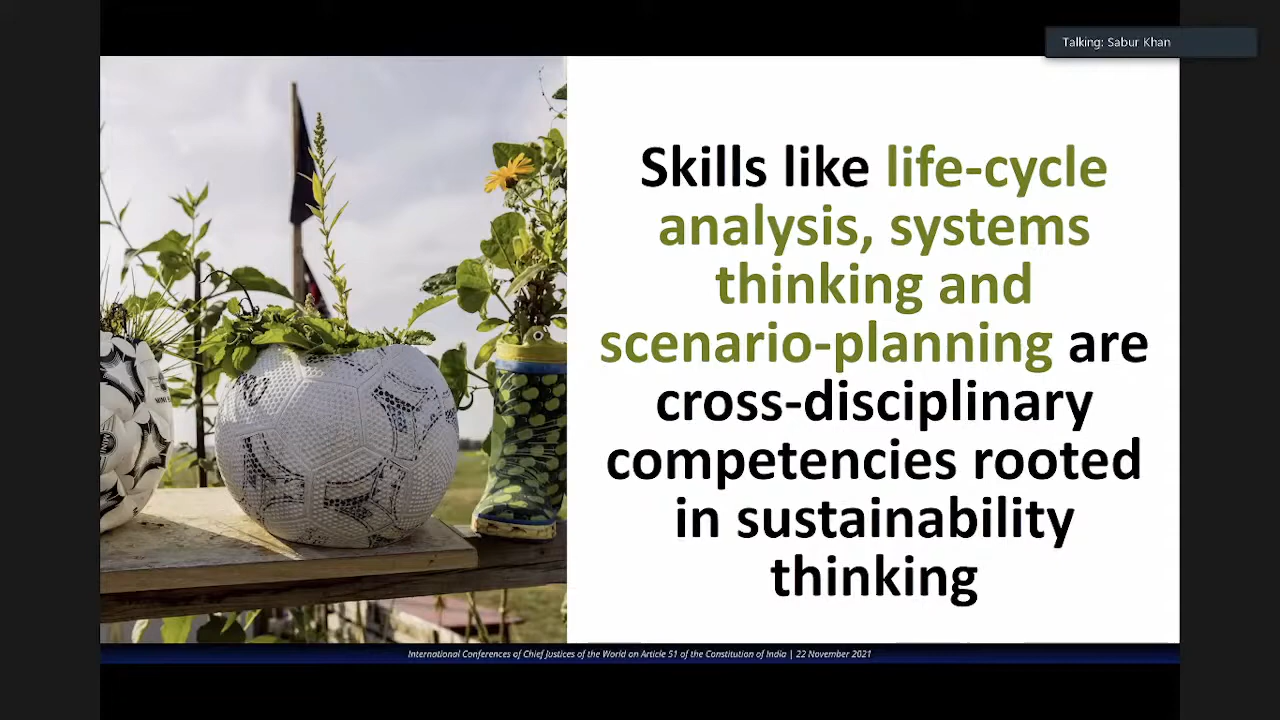 Talking: Sabur Khan
Skills like life-cycle
analysis, systems
thinking and
scenario-planning are
cross-disciplinary
competencies rooted
in sustainability
thinking
International Conferences of Chief Justices of the World on Article 51 of the Constitution of India | 22 November 2021